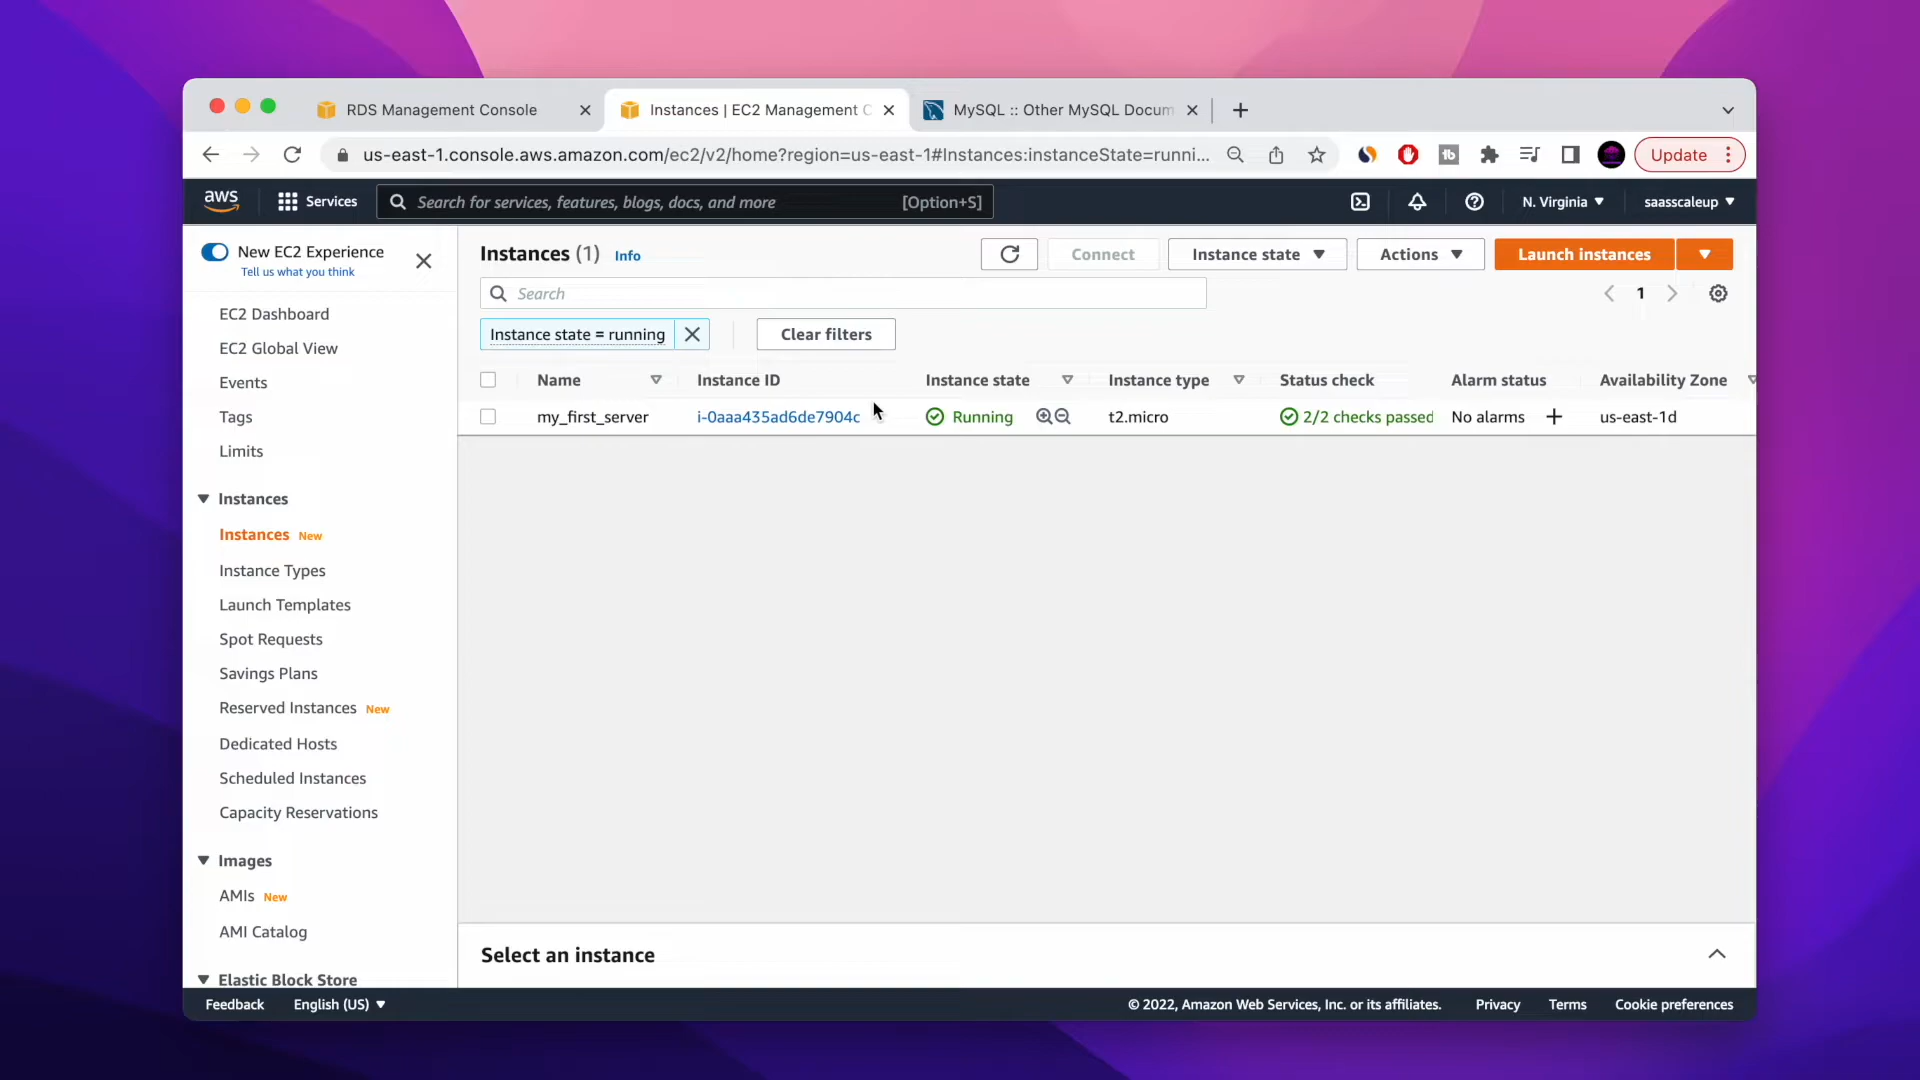 RDS Management Console
Instances | EC2 Management C
MySQL :: Other MySQL Docum
us-east-1.console.aws.amazon.com/ec2/v2/home?region=us-east-1#Instances:instanceState=runni...
tb
Update
aws
Services
Search for services, features, blogs, docs, and more
[Option+S]
N. Virginia
saasscaleup
New EC2 Experience
Tell us what you think
EC2 Dashboard
EC2 Global View
Events
Tags
Limits
Instances
Instances New
Instance Types
Launch Templates
Spot Requests
Savings Plans
Reserved Instances New
Dedicated Hosts
Scheduled Instances
Capacity Reservations
Images
AMIs New
AMI Catalog
Elastic Block Store
Instances (1) Info
Connect
Instance state
Actions
Launch instances
Search
1
Instance state = running
Clear filters
Name
Instance ID
Instance state
Instance type
Status check
Alarm status
Availability Zone
my_first_server
i-0aaa435ad6de7904c
Running
t2.micro
2/2 checks passed
No alarms
us-east-1d
Select an instance
Feedback
English (US)
© 2022, Amazon Web Services, Inc. or its affiliates.
Privacy
Terms
Cookie preferences